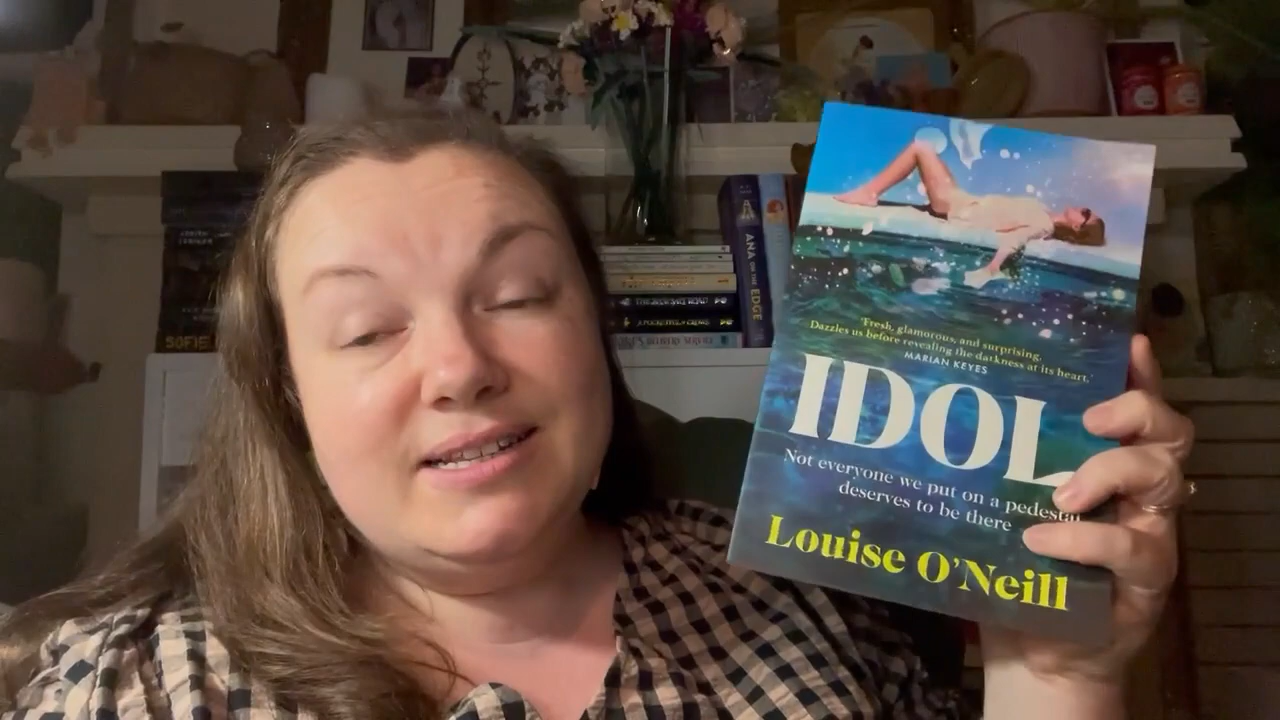 'Fresh, glamorous, and surprising.
Dazzles us before revealing the darkness at its heart.'
MARIAN KEYES
IDOL
Not everyone we put on a pedestal
deserves to be there
Louise O'Neill
ANA ON THE EDGE
SOFIE